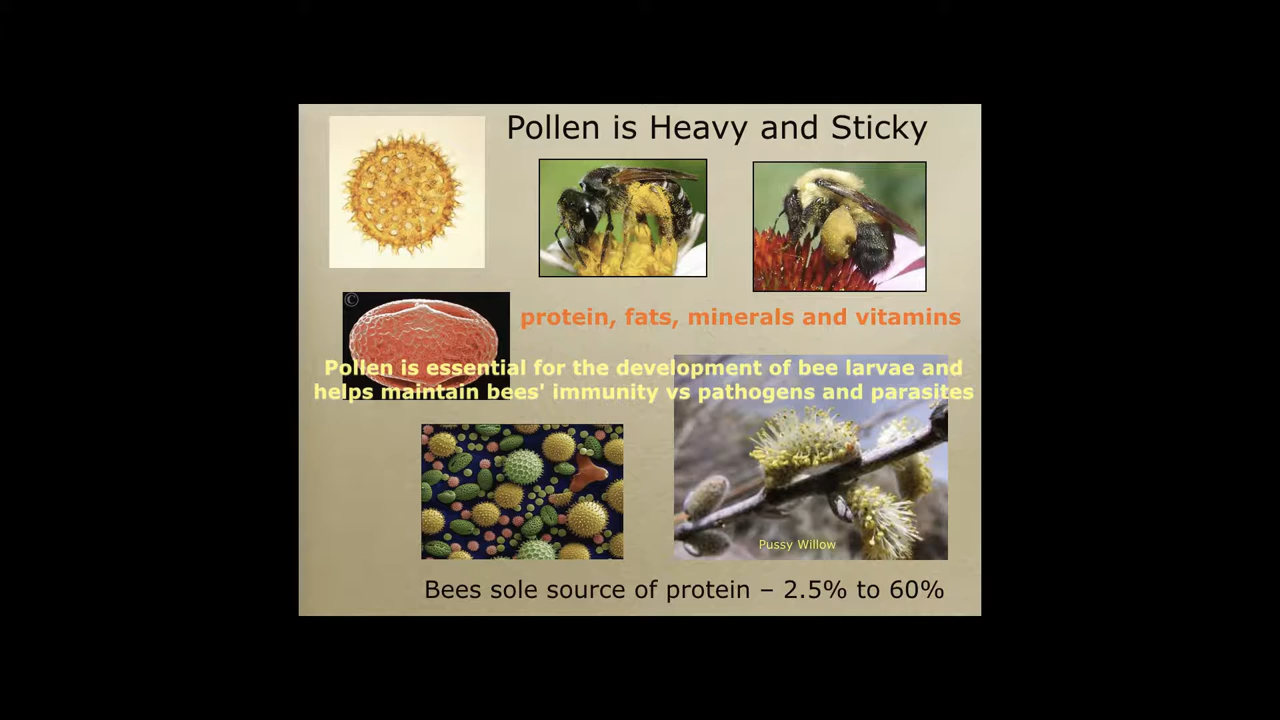 Pollen is Heavy and Sticky
©
protein, fats, minerals and vitamins
Pollen is essential for the development of bee larvae and
helps maintain bees' immunity vs pathogens and parasites
Pussy Willow
Bees sole source of protein – 2.5% to 60%